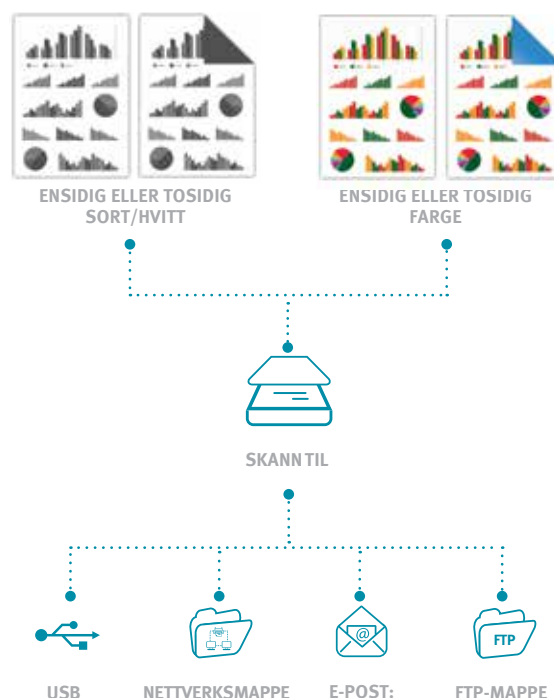 ENSIDIG ELLER TOSIDIG
SORT/HVITT
ENSIDIG ELLER TOSIDIG
FARGE
SKANN TIL
@
FTP
USB
NETTVERKSMAPPE
E-POST:
FTP-MAPPE